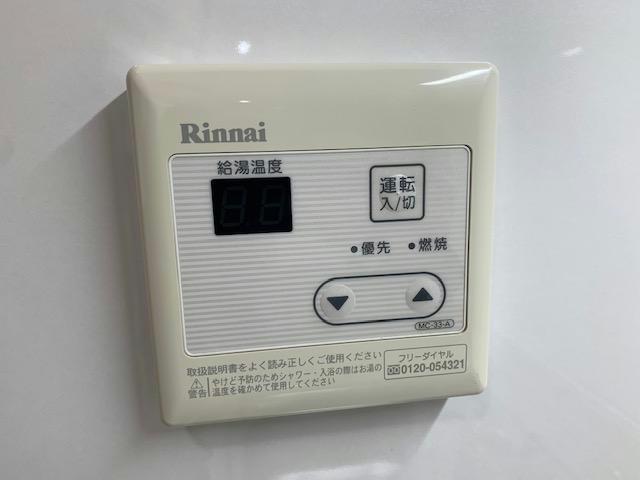 Rinnai
給湯温度
運転
入/切
優先 燃焼
MC-33-A
取扱説明書をよく読み正しくご使用ください
警告
やけど予防のためシャワー・入浴の際はお湯の
温度を確かめて使用してください
フリーダイヤル
0120-054321